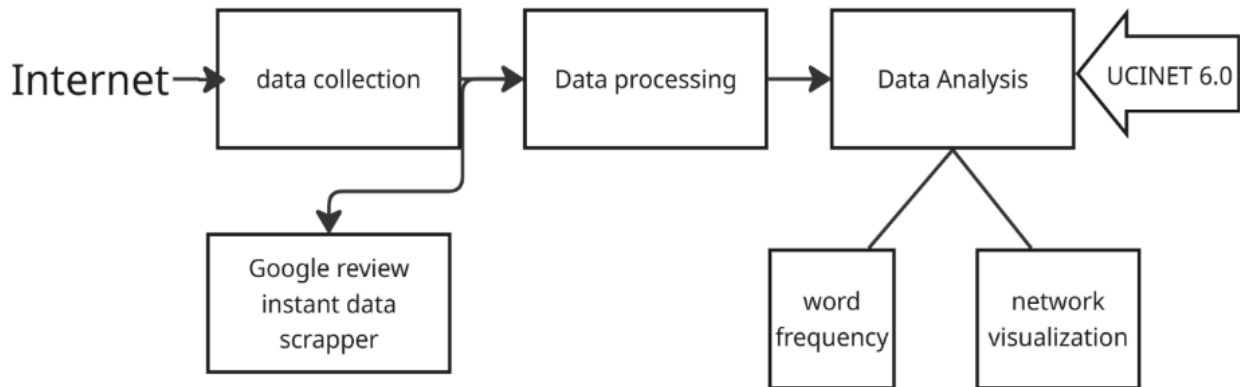 Internet
data collection
Data processing
Data Analysis
UCINET 6.0
Google review
instant data
scrapper
word
frequency
network
visualization